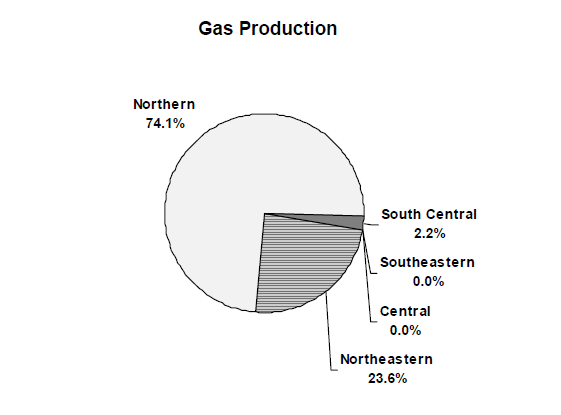 Gas Production
Northern
74.1%
South Central
2.2%
Southeastern
0.0%
Central
0.0%
Northeastern
23.6%